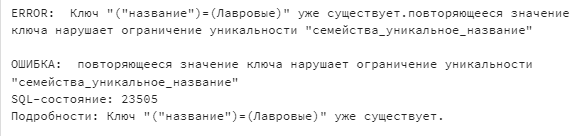 ERROR:  Ключ "("название")=(Лавровые)" уже существует.повторяющееся значение
ключа нарушает ограничение уникальности "семейства_уникальное_название"
ОШИБКА:  повторяющееся значение ключа нарушает ограничение уникальности
"семейства_уникальное_название"
SQL-состояние: 23505
Подробности: Ключ "("название")=(Лавровые)" уже существует.